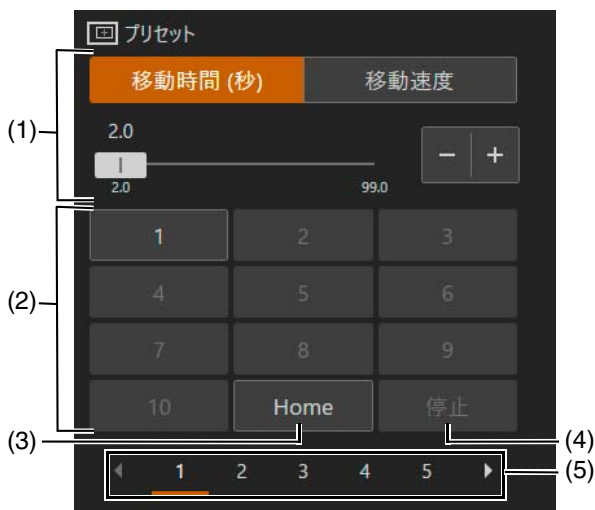 プリセット
移動時間 (秒) 移動速度
(1)
2.0
− +
2.0 99.0
1 2 3
(2)
4 5 6
7 8 9
10 Home 停止
(3) (4)
1 2 3 4 5
(5)